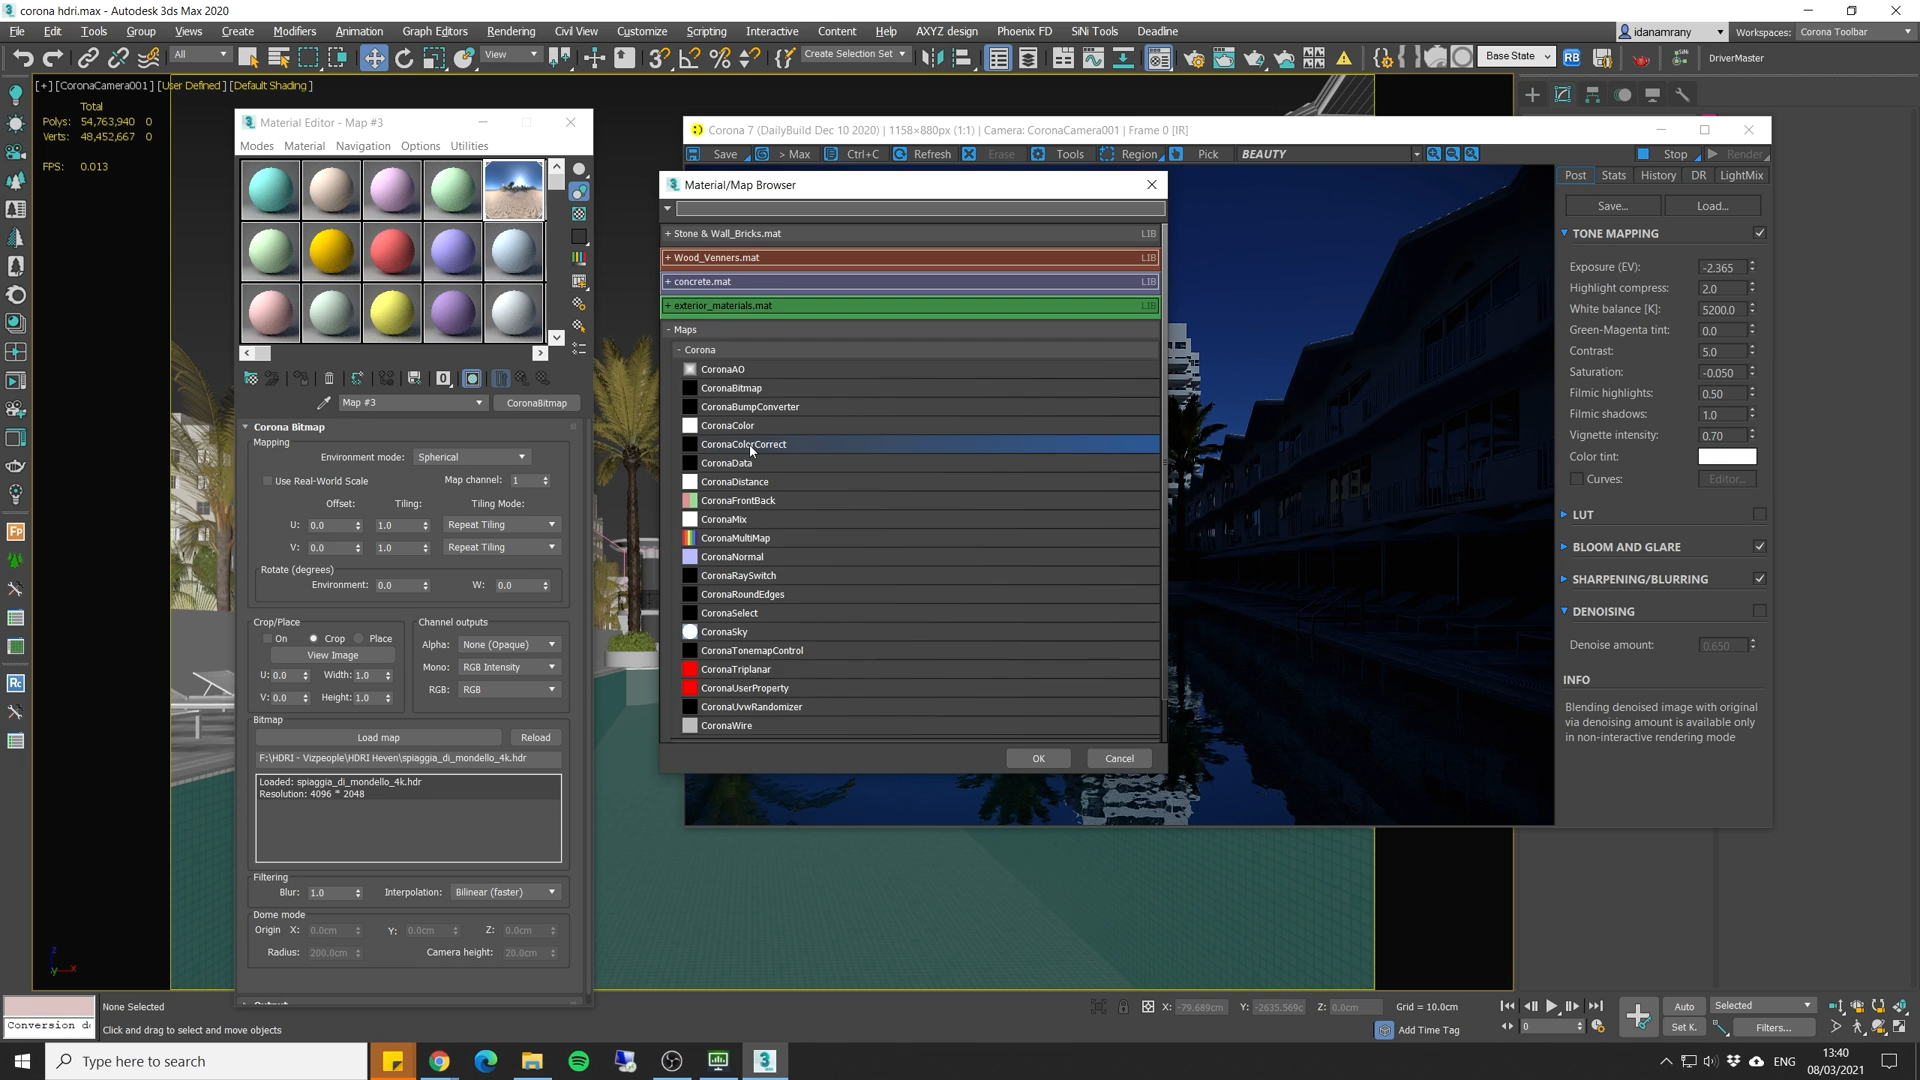 corona hdri.max - Autodesk 3ds Max 2020
File Edit Tools Group Views Create Modifiers Animation Graph Editors Rendering Civil View Customize Scripting Interactive Content Help AXYZ design Phoenix FD SiNi Tools Deadline
idanamrany Workspaces: Corona Toolbar
All View Create Selection Set Base State RB DriverMaster
[+] [CoronaCamera001] [User Defined] [Default Shading]
Total
Polys: 54,763,940 0
Verts: 48,452,667 0
FPS: 0.013
Material Editor - Map #3
Modes Material Navigation Options Utilities
Map #3 CoronaBitmap
Corona Bitmap
Mapping
Environment mode: Spherical
Use Real-World Scale Map channel: 1
Offset: Tiling: Tiling Mode:
U: 0.0 1.0 Repeat Tiling
V: 0.0 1.0 Repeat Tiling
Rotate (degrees)
Environment: 0.0 W: 0.0
Crop/Place
On Crop Place
View Image
U: 0.0 Width: 1.0
V: 0.0 Height: 1.0
Channel outputs
Alpha: None (Opaque)
Mono: RGB Intensity
RGB: RGB
Bitmap
Load map Reload
F:\HDRI - Vizpeople\HDRI Heven\spiaggia_di_mondello_4k.hdr
Loaded: spiaggia_di_mondello_4k.hdr
Resolution: 4096 * 2048
Filtering
Blur: 1.0 Interpolation: Bilinear (faster)
Dome mode
Origin X: 0.0cm Y: 0.0cm Z: 0.0cm
Radius: 200.0cm Camera height: 20.0cm
Corona 7 (DailyBuild Dec 10 2020) | 1158×880px (1:1) | Camera: CoronaCamera001 | Frame 0 [IR]
Save > Max Ctrl+C Refresh Erase Tools Region Pick BEAUTY Stop Render
Material/Map Browser
+ Stone & Wall_Bricks.mat LIB
+ Wood_Venners.mat LIB
+ concrete.mat LIB
+ exterior_materials.mat LIB
- Maps
- Corona
CoronaAO
CoronaBitmap
CoronaBumpConverter
CoronaColor
CoronaColorCorrect
CoronaData
CoronaDistance
CoronaFrontBack
CoronaMix
CoronaMultiMap
CoronaNormal
CoronaRaySwitch
CoronaRoundEdges
CoronaSelect
CoronaSky
CoronaTonemapControl
CoronaTriplanar
CoronaUserProperty
CoronaUvwRandomizer
CoronaWire
OK Cancel
Post Stats History DR LightMix
Save... Load...
TONE MAPPING
Exposure (EV): -2.365
Highlight compress: 2.0
White balance [K]: 5200.0
Green-Magenta tint: 0.0
Contrast: 5.0
Saturation: -0.050
Filmic highlights: 0.50
Filmic shadows: 1.0
Vignette intensity: 0.70
Color tint:
Curves: Editor...
LUT
BLOOM AND GLARE
SHARPENING/BLURRING
DENOISING
Denoise amount: 0.650
INFO
Blending denoised image with original
via denoising amount is available only
in non-interactive rendering mode
None Selected
Click and drag to select and move objects
X: -79.689cm Y: -2635.569c Z: 0.0cm Grid = 10.0cm
Add Time Tag
0
Auto Selected
Set K. Filters...
Type here to search
ENG
13:40
08/03/2021